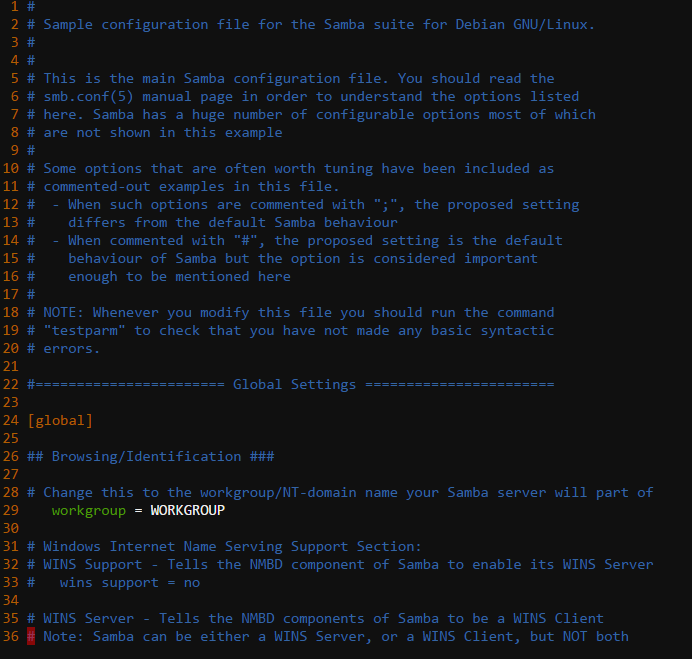 1 #
2 # Sample configuration file for the Samba suite for Debian GNU/Linux.
3 #
4 #
5 # This is the main Samba configuration file. You should read the
6 # smb.conf(5) manual page in order to understand the options listed
7 # here. Samba has a huge number of configurable options most of which
8 # are not shown in this example
9 #
10 # Some options that are often worth tuning have been included as
11 # commented-out examples in this file.
12 #  - When such options are commented with ";", the proposed setting
13 #    differs from the default Samba behaviour
14 #  - When commented with "#", the proposed setting is the default
15 #    behaviour of Samba but the option is considered important
16 #    enough to be mentioned here
17 #
18 # NOTE: Whenever you modify this file you should run the command
19 # "testparm" to check that you have not made any basic syntactic
20 # errors.
21
22 #======================= Global Settings =======================
23
24 [global]
25
26 ## Browsing/Identification ###
27
28 # Change this to the workgroup/NT-domain name your Samba server will part of
29    workgroup = WORKGROUP
30
31 # Windows Internet Name Serving Support Section:
32 # WINS Support - Tells the NMBD component of Samba to enable its WINS Server
33 #   wins support = no
34
35 # WINS Server - Tells the NMBD components of Samba to be a WINS Client
36 # Note: Samba can be either a WINS Server, or a WINS Client, but NOT both